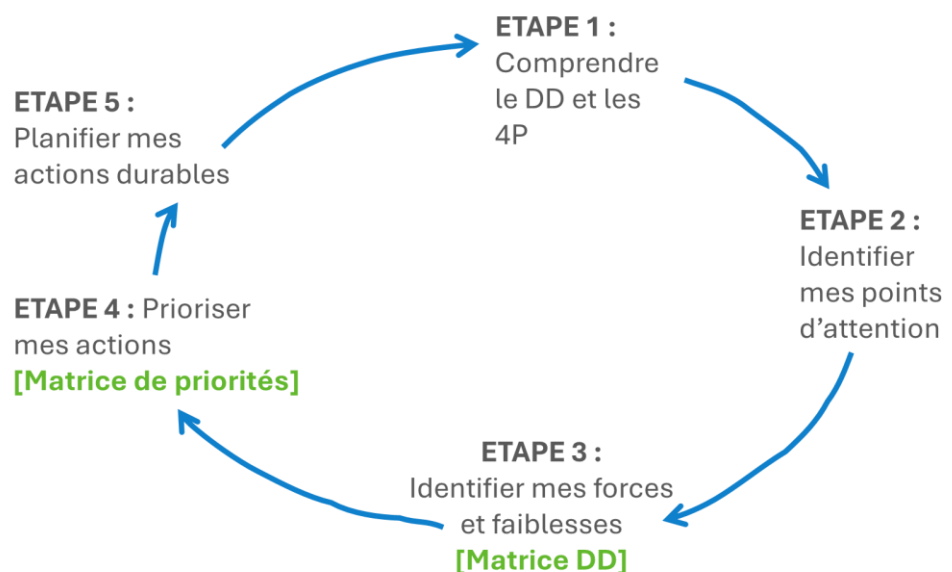 ETAPE 1 :
Comprendre
le DD et les
4P
ETAPE 2 :
Identifier
mes points
d’attention
ETAPE 3 :
Identifier mes forces
et faiblesses
[Matrice DD]
ETAPE 4 : Prioriser
mes actions
[Matrice de priorités]
ETAPE 5 :
Planifier mes
actions durables